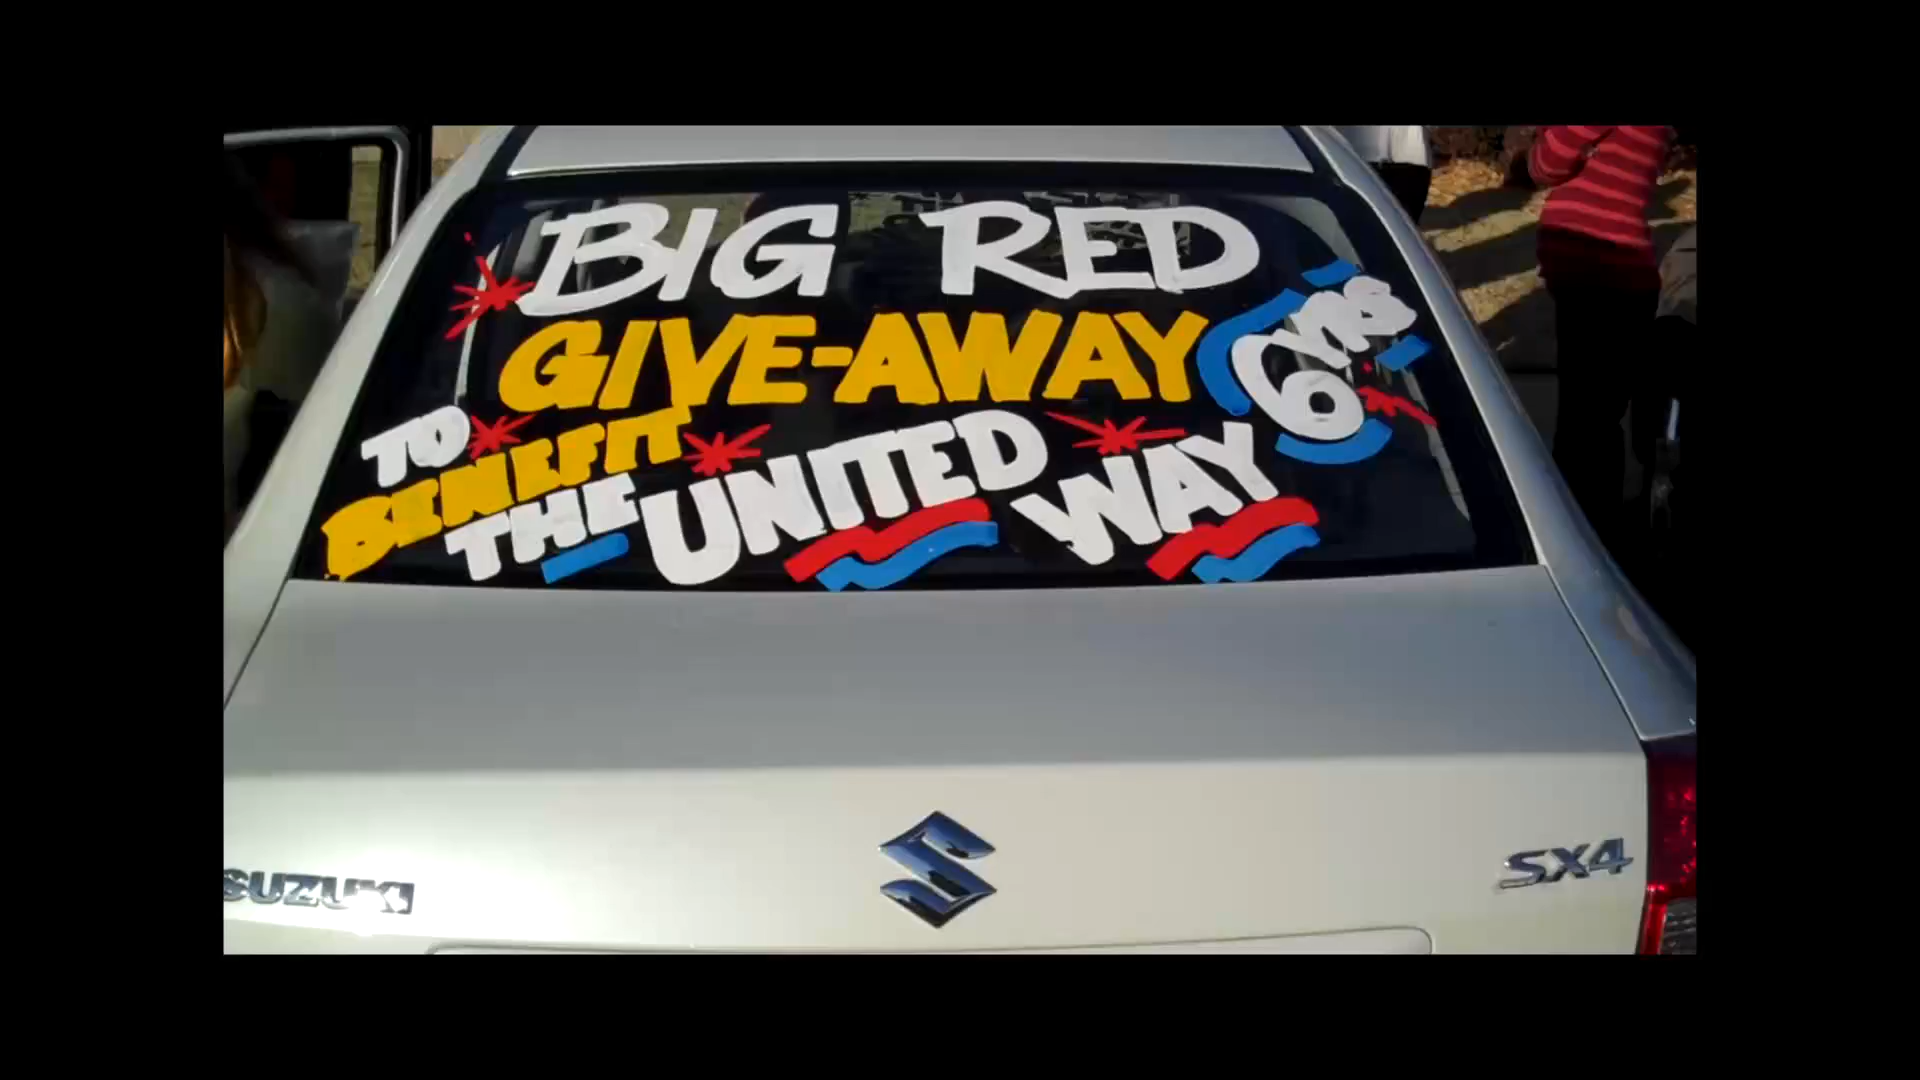 BIG RED
GIVE-AWAY
TO
BENEFIT
THE UNITED WAY
SUZUKI
SX4